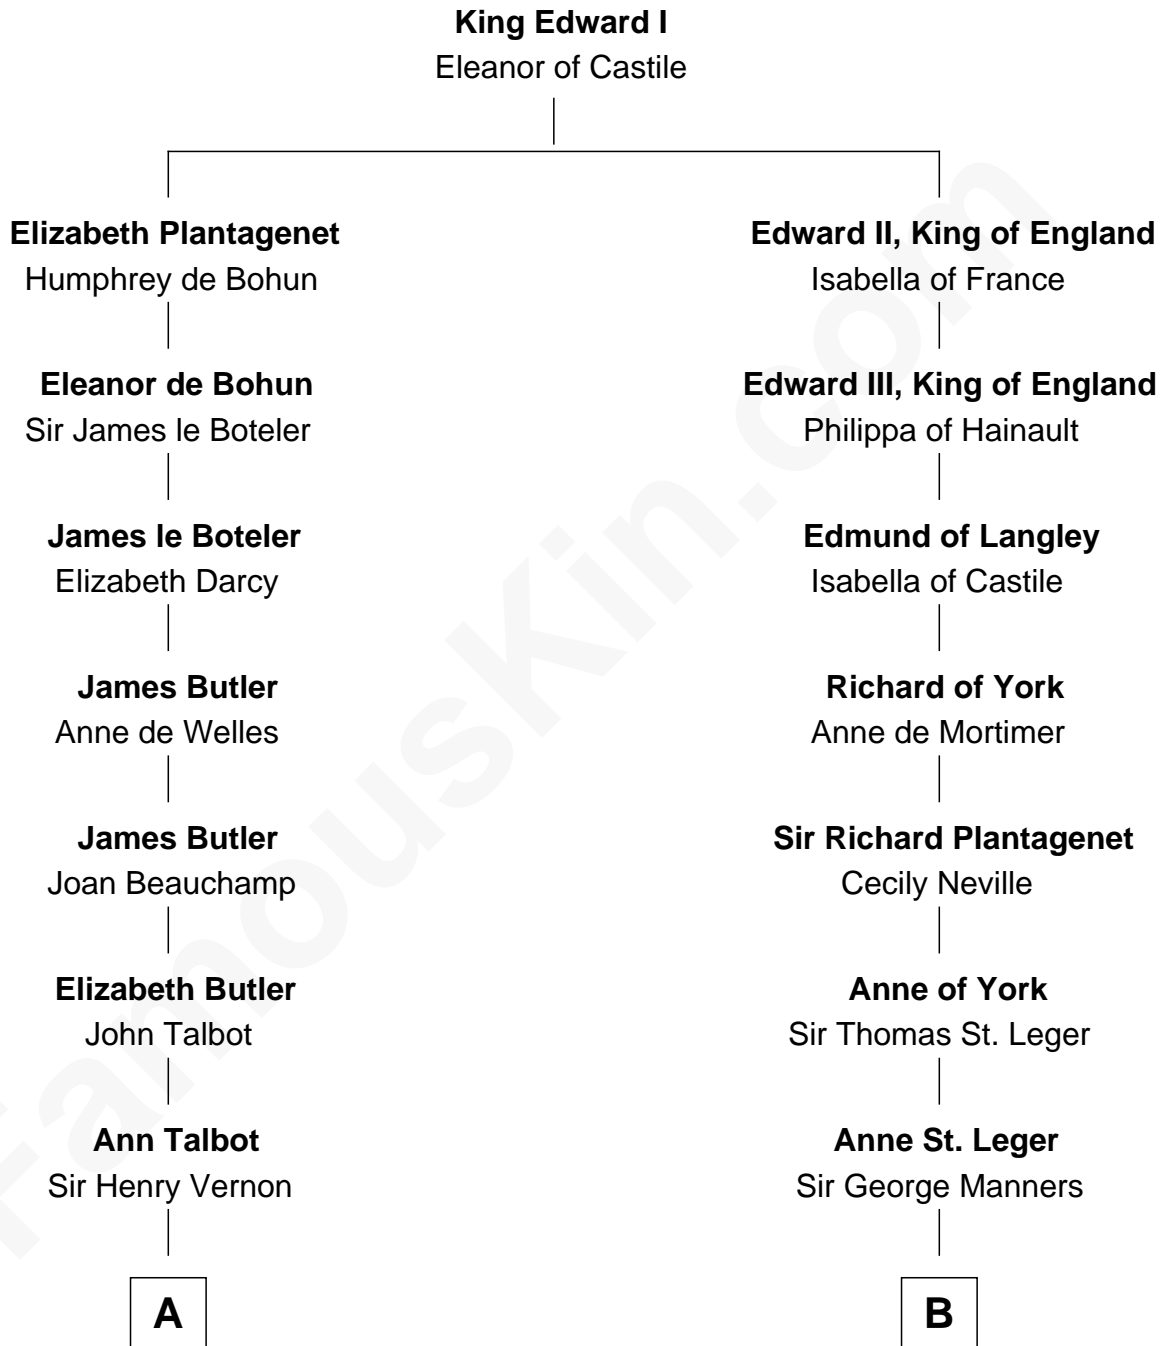 King Edward I
Eleanor of Castile
Elizabeth Plantagenet
Humphrey de Bohun
Edward II, King of England
Isabella of France
Eleanor de Bohun
Sir James le Boteler
Edward III, King of England
Philippa of Hainault
James le Boteler
Elizabeth Darcy
Edmund of Langley
Isabella of Castile
James Butler
Anne de Welles
Richard of York
Anne de Mortimer
James Butler
Joan Beauchamp
Sir Richard Plantagenet
Cecily Neville
Elizabeth Butler
John Talbot
Anne of York
Sir Thomas St. Leger
Ann Talbot
Sir Henry Vernon
Anne St. Leger
Sir George Manners
A
B
FamousKin.com